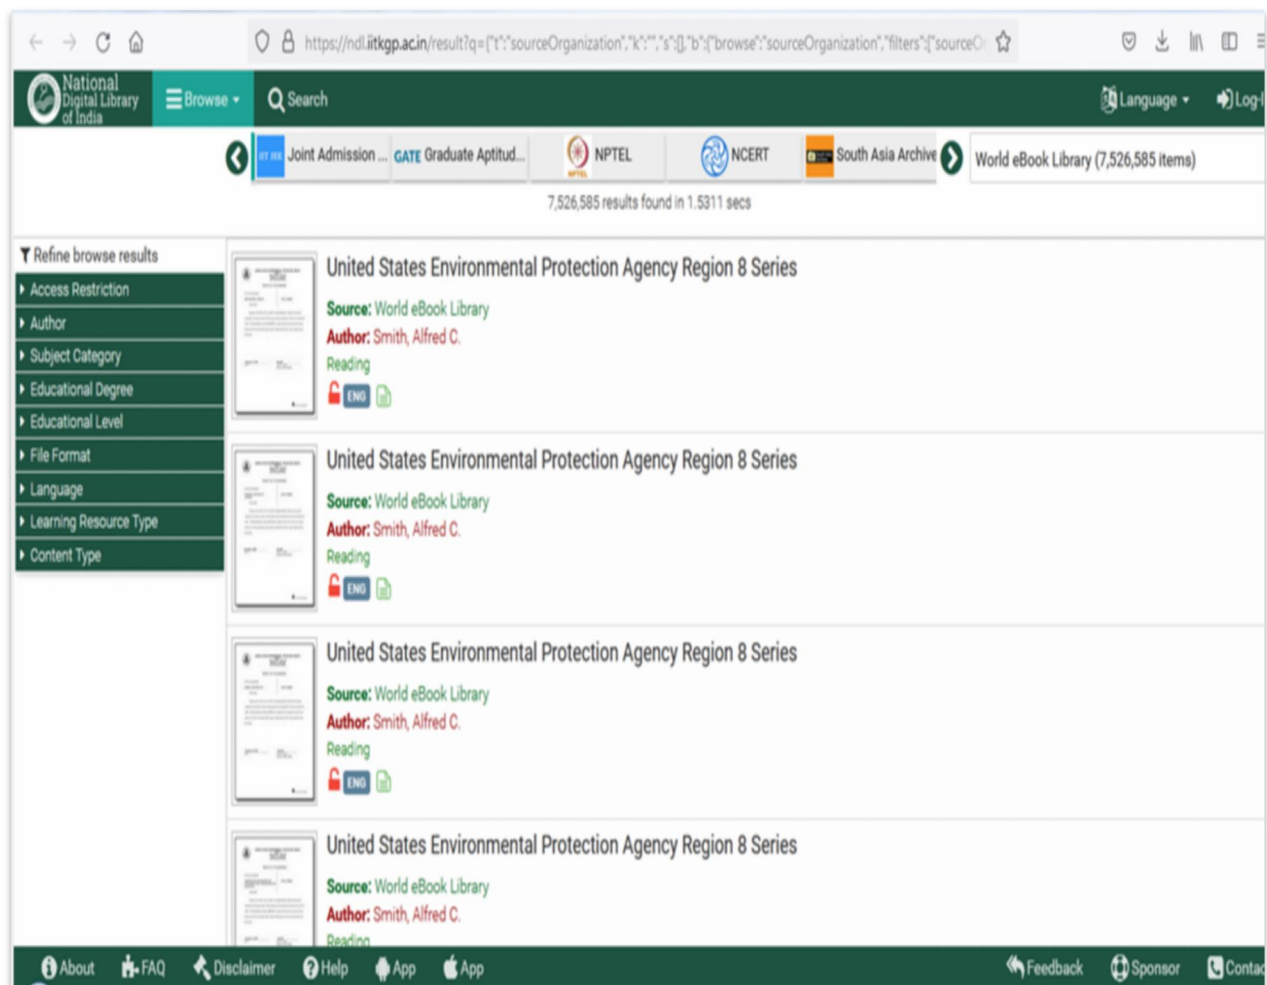 https://ndl.iitkgp.ac.in/result?q={"t":"sourceOrganization","k":"","s":[],"b":{"browse":"sourceOrganization","filters":["sourceO
National
Digital Library
of India
Browse
Search
Language
Log-I
IIT JEE Joint Admission ...
GATE Graduate Aptitud...
NPTEL NPTEL
NCERT
South Asia Archive
World eBook Library (7,526,585 items)
7,526,585 results found in 1.5311 secs
Refine browse results
Access Restriction
Author
Subject Category
Educational Degree
Educational Level
File Format
Language
Learning Resource Type
Content Type
United States Environmental Protection Agency Region 8 Series
Source: World eBook Library
Author: Smith, Alfred C.
Reading
ENG
United States Environmental Protection Agency Region 8 Series
Source: World eBook Library
Author: Smith, Alfred C.
Reading
ENG
United States Environmental Protection Agency Region 8 Series
Source: World eBook Library
Author: Smith, Alfred C.
Reading
ENG
United States Environmental Protection Agency Region 8 Series
Source: World eBook Library
Author: Smith, Alfred C.
Reading
About FAQ Disclaimer Help App App Feedback Sponsor Contac